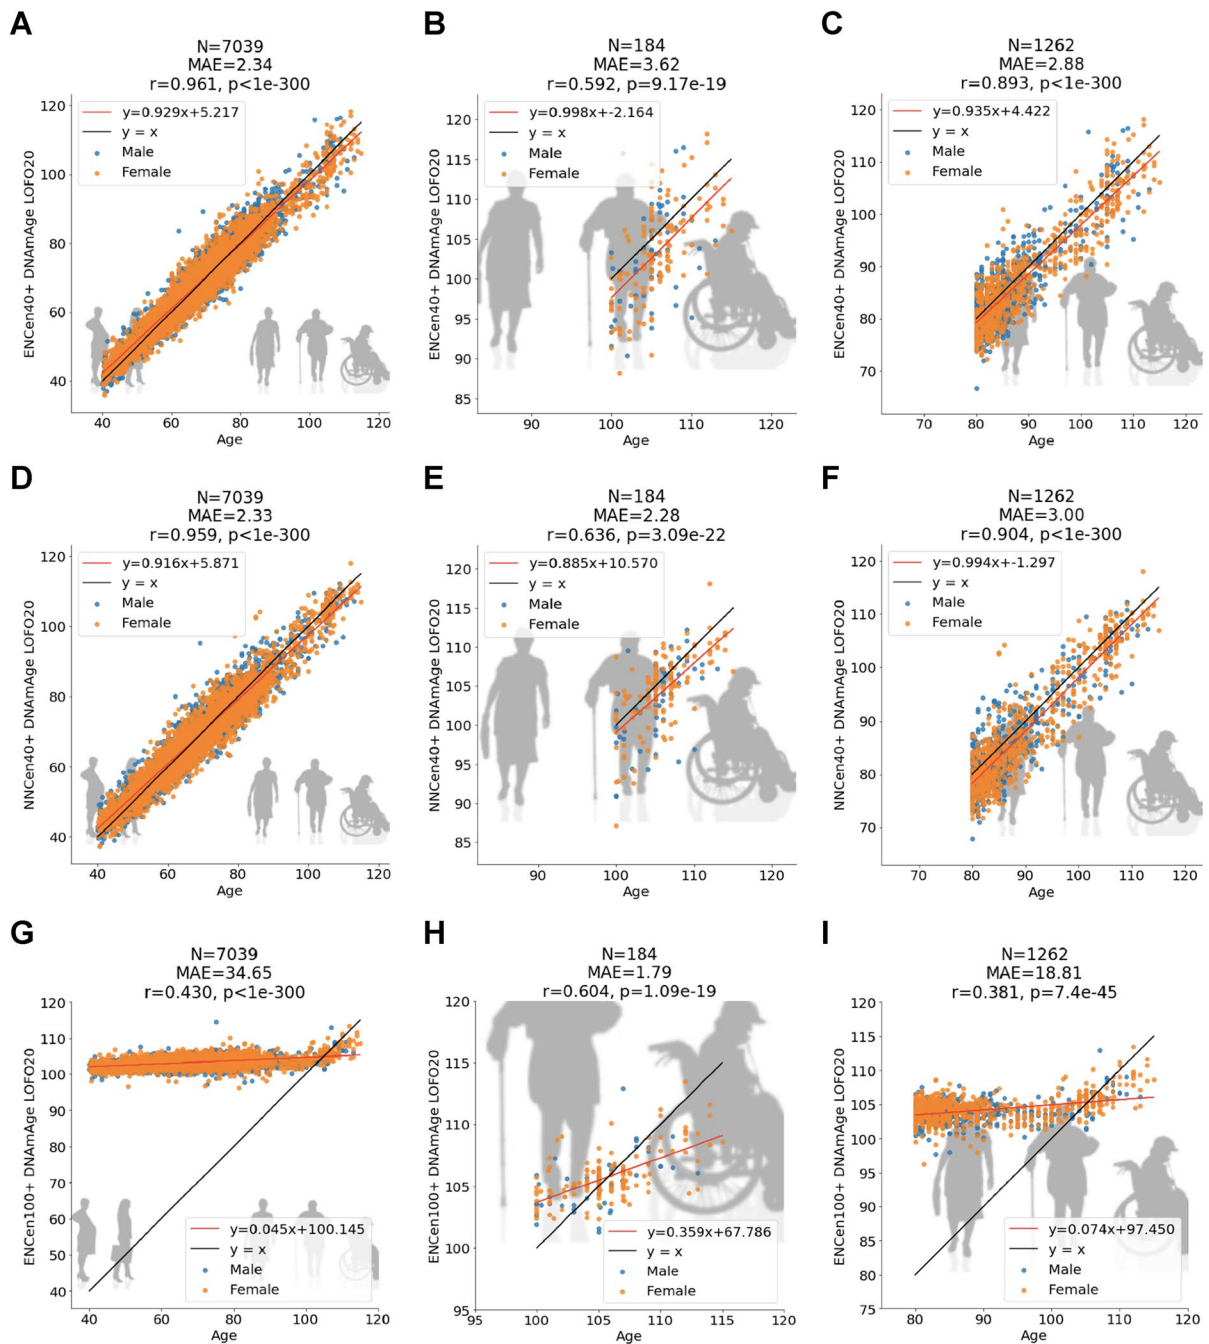 A
N=7039
MAE=2.34
r=0.961, p<1e-300
y=0.929x+5.217
y = x
Male
Female
ENCen40+ DNAmAge LOFO20
120
100
80
60
40
40 60 80 100 120
Age
B
N=184
MAE=3.62
r=0.592, p=9.17e-19
y=0.998x+-2.164
y = x
Male
Female
ENCen40+ DNAmAge LOFO20
120
115
110
105
100
95
90
85
90 100 110 120
Age
C
N=1262
MAE=2.88
r=0.893, p<1e-300
y=0.935x+4.422
y = x
Male
Female
ENCen40+ DNAmAge LOFO20
120
110
100
90
80
70
70 80 90 100 110 120
Age
D
N=7039
MAE=2.33
r=0.959, p<1e-300
y=0.916x+5.871
y = x
Male
Female
NNCen40+ DNAmAge LOFO20
120
100
80
60
40
40 60 80 100 120
Age
E
N=184
MAE=2.28
r=0.636, p=3.09e-22
y=0.885x+10.570
y = x
Male
Female
NNCen40+ DNAmAge LOFO20
120
115
110
105
100
95
90
85
90 100 110 120
Age
F
N=1262
MAE=3.00
r=0.904, p<1e-300
y=0.994x+-1.297
y = x
Male
Female
NNCen40+ DNAmAge LOFO20
120
110
100
90
80
70
70 80 90 100 110 120
Age
G
N=7039
MAE=34.65
r=0.430, p<1e-300
ENCen100+ DNAmAge LOFO20
120
110
100
90
80
70
60
50
40
y=0.045x+100.145
y = x
Male
Female
40 60 80 100 120
Age
H
N=184
MAE=1.79
r=0.604, p=1.09e-19
ENCen100+ DNAmAge LOFO20
120
115
110
105
100
95
y=0.359x+67.786
y = x
Male
Female
95 100 105 110 115 120
Age
I
N=1262
MAE=18.81
r=0.381, p=7.4e-45
ENCen100+ DNAmAge LOFO20
120
115
110
105
100
95
90
85
80
75
y=0.074x+97.450
y = x
Male
Female
80 90 100 110 120
Age